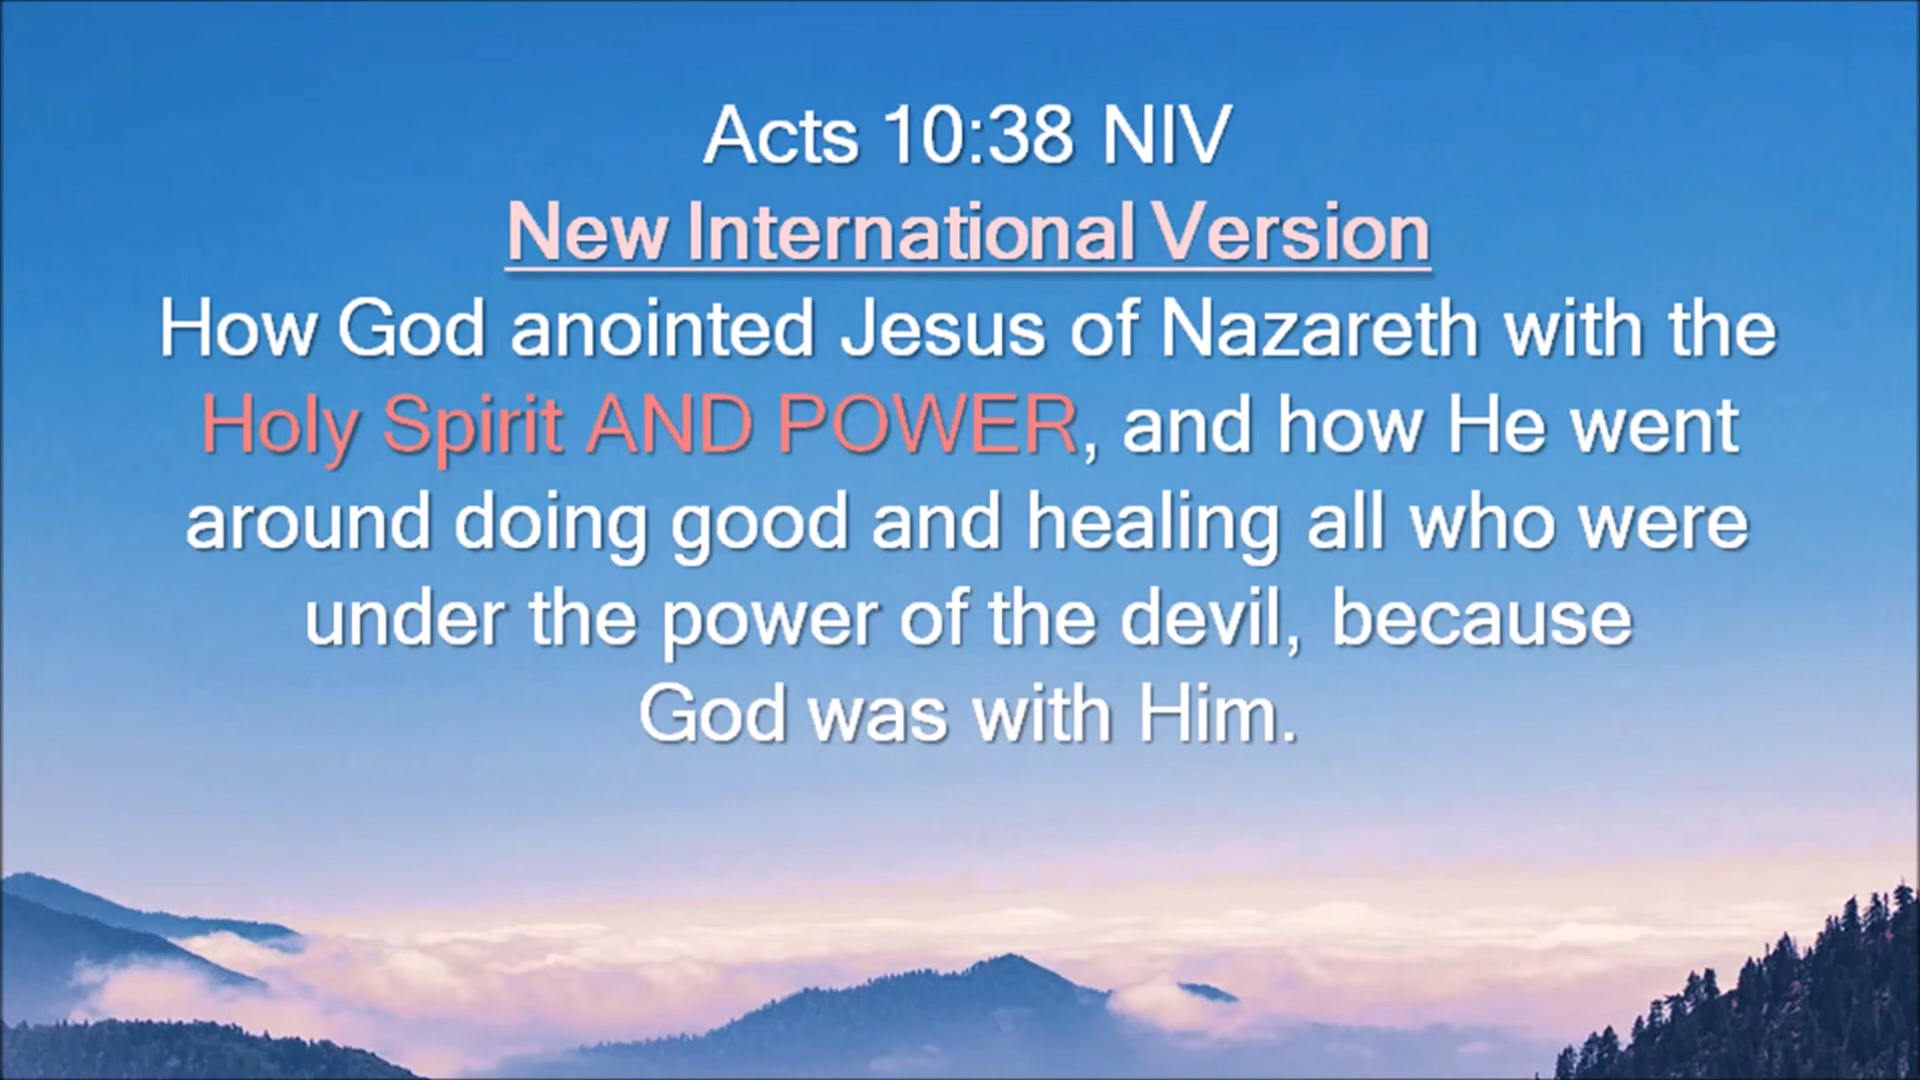 Acts 10:38 NIV
New International Version
How God anointed Jesus of Nazareth with the
Holy Spirit AND POWER, and how He went
around doing good and healing all who were
under the power of the devil, because
God was with Him.